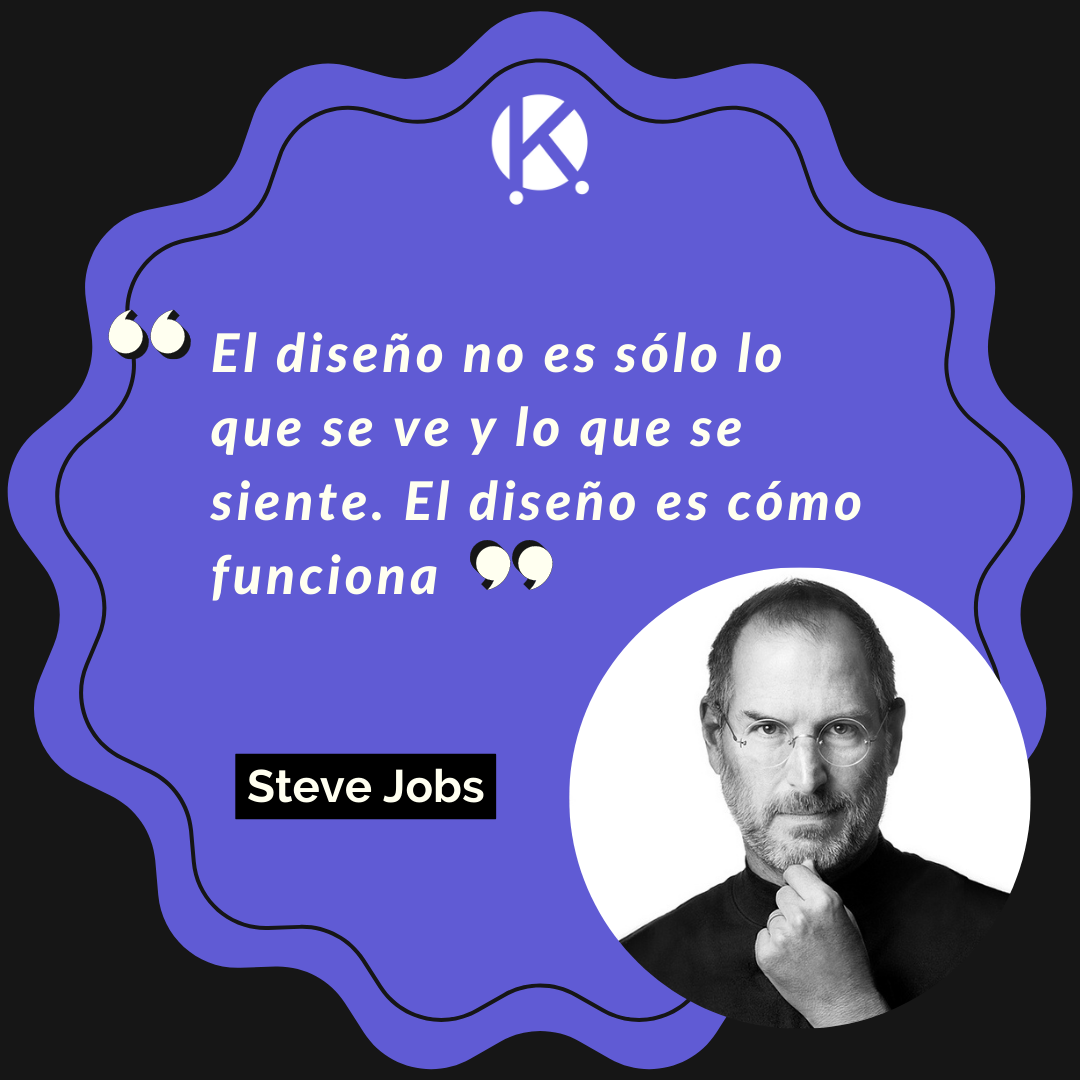 K
“ El diseño no es sólo lo
que se ve y lo que se
siente. El diseño es cómo
funciona ”
Steve Jobs